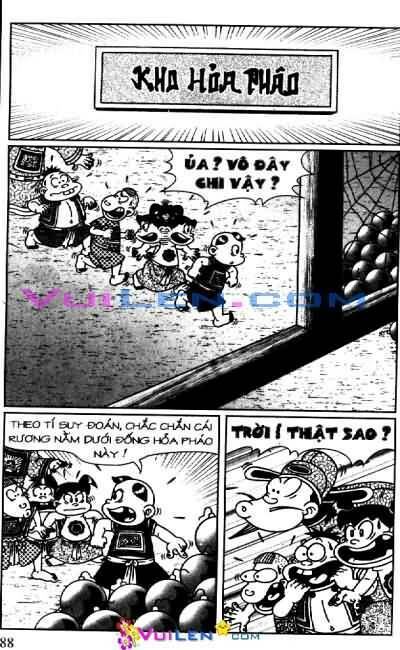 KHO HỎA PHÁO
ỦA? VÔ ĐÂY
CHI VẬY?
VUILEN.COM
THEO TÍ SUY ĐOÁN, CHẮC CHẮN CÁI
RƯƠNG NẰM DƯỚI ĐỐNG HỎA PHÁO
NÀY!
TRỜI! THẬT SAO?
88
VUILEN.COM